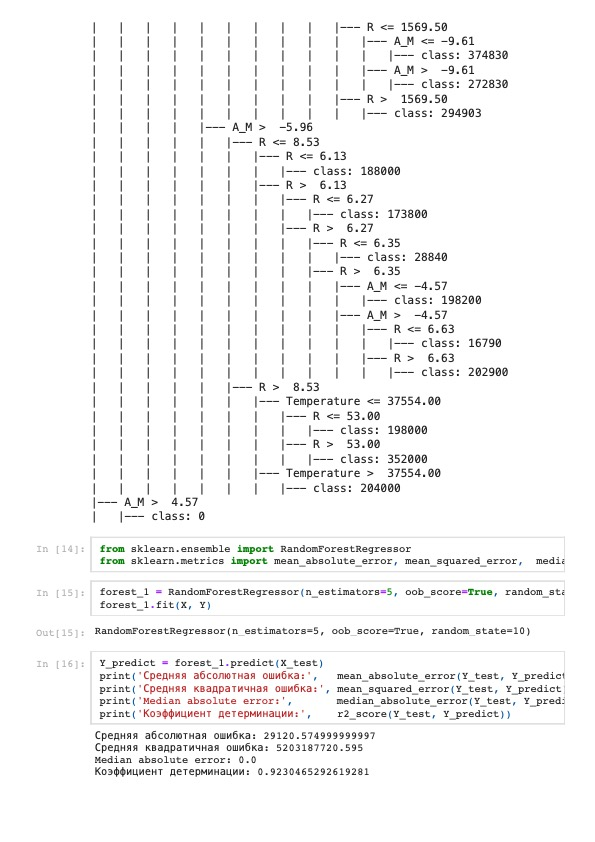 |   |   |   |   |   |   |   |   |   |--- R <= 1569.50
|   |   |   |   |   |   |   |   |   |   |--- A_M <= -9.61
|   |   |   |   |   |   |   |   |   |   |   |--- class: 374830
|   |   |   |   |   |   |   |   |   |   |--- A_M >  -9.61
|   |   |   |   |   |   |   |   |   |   |   |--- class: 272830
|   |   |   |   |   |   |   |   |   |--- R >  1569.50
|   |   |   |   |   |   |   |   |   |   |--- class: 294903
|   |   |   |   |--- A_M >  -5.96
|   |   |   |   |   |--- R <= 8.53
|   |   |   |   |   |   |--- R <= 6.13
|   |   |   |   |   |   |   |--- class: 188000
|   |   |   |   |   |   |--- R >  6.13
|   |   |   |   |   |   |   |--- R <= 6.27
|   |   |   |   |   |   |   |   |--- class: 173800
|   |   |   |   |   |   |   |--- R >  6.27
|   |   |   |   |   |   |   |   |--- R <= 6.35
|   |   |   |   |   |   |   |   |   |--- class: 28840
|   |   |   |   |   |   |   |   |--- R >  6.35
|   |   |   |   |   |   |   |   |   |--- A_M <= -4.57
|   |   |   |   |   |   |   |   |   |   |--- class: 198200
|   |   |   |   |   |   |   |   |   |--- A_M >  -4.57
|   |   |   |   |   |   |   |   |   |   |--- R <= 6.63
|   |   |   |   |   |   |   |   |   |   |   |--- class: 16790
|   |   |   |   |   |   |   |   |   |   |--- R >  6.63
|   |   |   |   |   |   |   |   |   |   |   |--- class: 202900
|   |   |   |   |   |--- R >  8.53
|   |   |   |   |   |   |--- Temperature <= 37554.00
|   |   |   |   |   |   |   |--- R <= 53.00
|   |   |   |   |   |   |   |   |--- class: 198000
|   |   |   |   |   |   |   |--- R >  53.00
|   |   |   |   |   |   |   |   |--- class: 352000
|   |   |   |   |   |   |--- Temperature >  37554.00
|   |   |   |   |   |   |   |--- class: 204000
|--- A_M >  4.57
|   |--- class: 0
In [14]: from sklearn.ensemble import RandomForestRegressor
from sklearn.metrics import mean_absolute_error, mean_squared_error,  media
In [15]: forest_1 = RandomForestRegressor(n_estimators=5, oob_score=True, random_sta
forest_1.fit(X, Y)
Out[15]: RandomForestRegressor(n_estimators=5, oob_score=True, random_state=10)
In [16]: Y_predict = forest_1.predict(X_test)
print('Средняя абсолютная ошибка:',   mean_absolute_error(Y_test, Y_predict
print('Средняя квадратичная ошибка:', mean_squared_error(Y_test, Y_predict
print('Median absolute error:',       median_absolute_error(Y_test, Y_predi
print('Коэффициент детерминации:',    r2_score(Y_test, Y_predict))
Средняя абсолютная ошибка: 29120.574999999997
Средняя квадратичная ошибка: 5203187720.595
Median absolute error: 0.0
Коэффициент детерминации: 0.9230465292619281